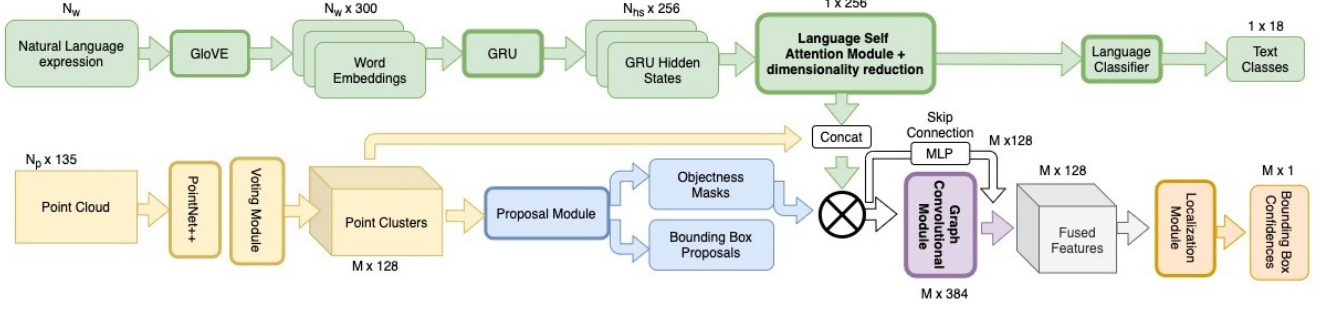 N_w
Natural Language
expression
GloVE
N_w x 300
Word
Embeddings
GRU
N_hs x 256
GRU Hidden
States
1 x 256
Language Self
Attention Module +
dimensionality reduction
Language
Classifier
1 x 18
Text
Classes
N_p x 135
Point Cloud
PointNet++
Voting Module
Point Clusters
M x 128
Proposal Module
Objectness
Masks
Bounding Box
Proposals
Concat
Skip
Connection
MLP
M x128
Graph
Convolutional
Module
M x 384
M x 128
Fused
Features
Localization
Module
M x 1
Bounding Box
Confidences